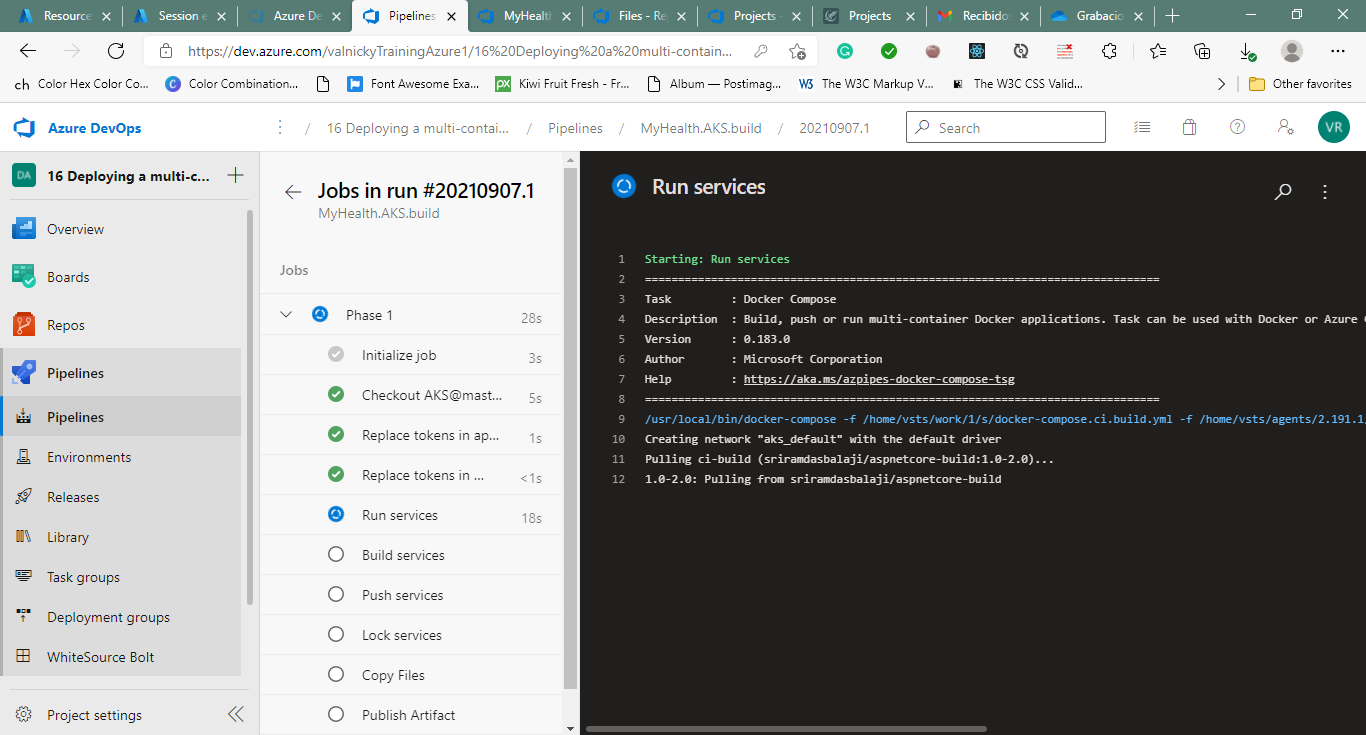 Resource
Session e
Azure De
Pipelines
MyHealth
Files - Re
Projects -
Projects
Recibidos
Grabacio
https://dev.azure.com/valnickyTrainingAzure1/16%20Deploying%20a%20multi-contain...
ch Color Hex Color Co...
C Color Combination...
Font Awesome Exa...
px Kiwi Fruit Fresh - Fr...
Album — Postimag...
W3 The W3C Markup V...
The W3C CSS Valid...
Other favorites
Azure DevOps
/ 16 Deploying a multi-contai... / Pipelines / MyHealth.AKS.build / 20210907.1
Search
VR
DA 16 Deploying a multi-c...
Overview
Boards
Repos
Pipelines
Pipelines
Environments
Releases
Library
Task groups
Deployment groups
WhiteSource Bolt
Project settings
Jobs in run #20210907.1
MyHealth.AKS.build
Jobs
Phase 1 28s
Initialize job 3s
Checkout AKS@mast... 5s
Replace tokens in ap... 1s
Replace tokens in ... <1s
Run services 18s
Build services
Push services
Lock services
Copy Files
Publish Artifact
Run services
1 Starting: Run services
2 ==============================================================================
3 Task : Docker Compose
4 Description : Build, push or run multi-container Docker applications. Task can be used with Docker or Azure
5 Version : 0.183.0
6 Author : Microsoft Corporation
7 Help : https://aka.ms/azpipes-docker-compose-tsg
8 ==============================================================================
9 /usr/local/bin/docker-compose -f /home/vsts/work/1/s/docker-compose.ci.build.yml -f /home/vsts/agents/2.191.1/
10 Creating network "aks_default" with the default driver
11 Pulling ci-build (sriramdasbalaji/aspnetcore-build:1.0-2.0)...
12 1.0-2.0: Pulling from sriramdasbalaji/aspnetcore-build